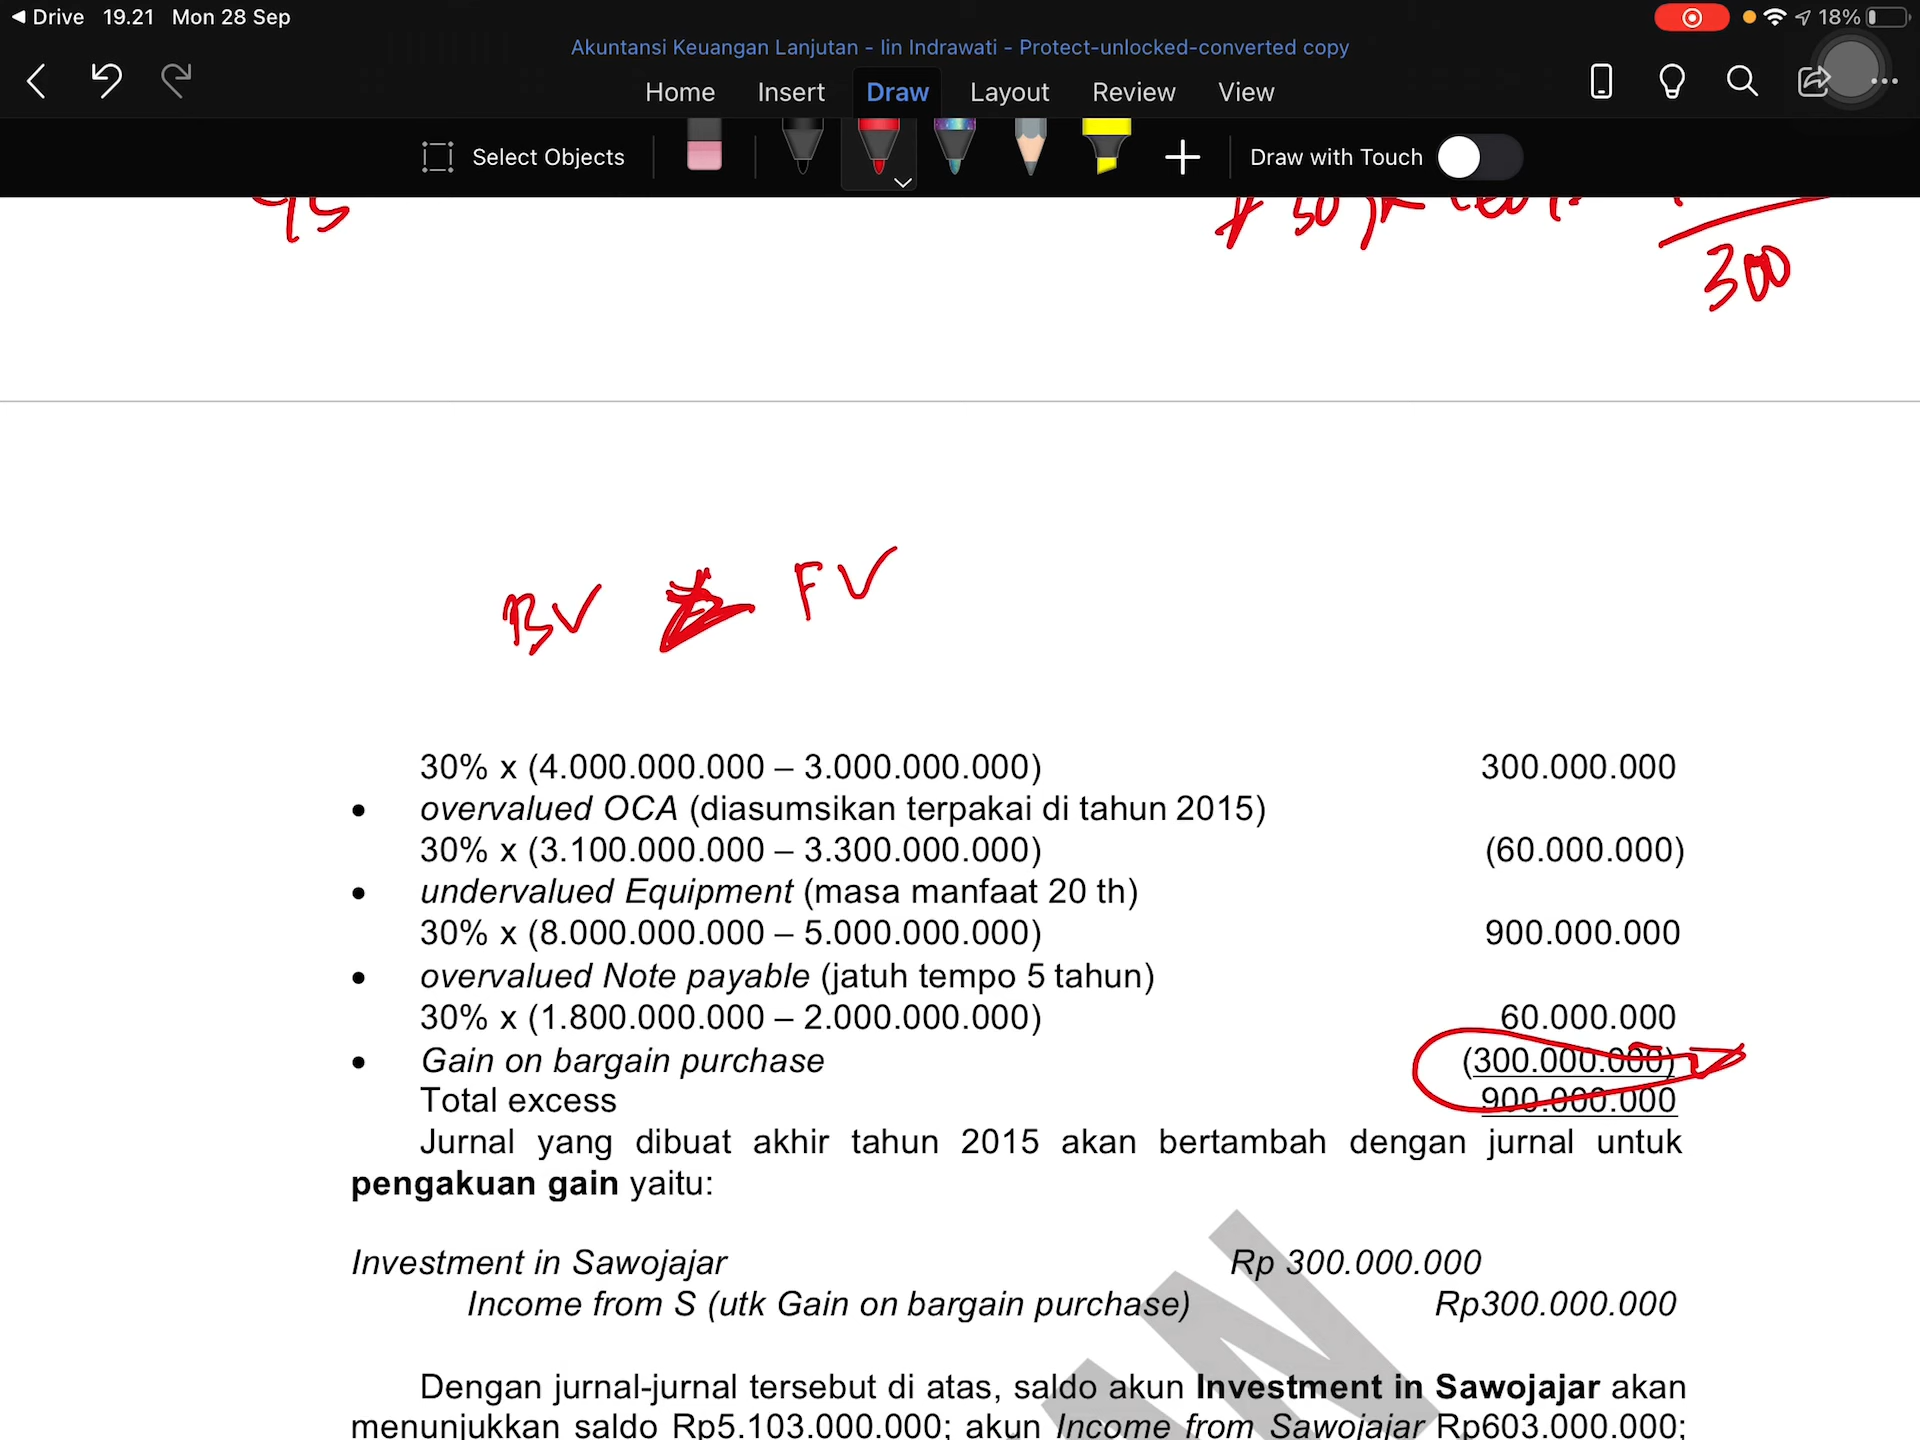 Drive 19.21 Mon 28 Sep 18%
Akuntansi Keuangan Lanjutan - Iin Indrawati - Protect-unlocked-converted copy
Home Insert Draw Layout Review View
Select Objects Draw with Touch
300
BV FV
30% x (4.000.000.000 – 3.000.000.000) 300.000.000
• overvalued OCA (diasumsikan terpakai di tahun 2015)
30% x (3.100.000.000 – 3.300.000.000) (60.000.000)
• undervalued Equipment (masa manfaat 20 th)
30% x (8.000.000.000 – 5.000.000.000) 900.000.000
• overvalued Note payable (jatuh tempo 5 tahun)
30% x (1.800.000.000 – 2.000.000.000) 60.000.000
• Gain on bargain purchase (300.000.000)
Total excess 900.000.000
Jurnal yang dibuat akhir tahun 2015 akan bertambah dengan jurnal untuk
pengakuan gain yaitu:
Investment in Sawojajar Rp 300.000.000
Income from S (utk Gain on bargain purchase) Rp300.000.000
Dengan jurnal-jurnal tersebut di atas, saldo akun Investment in Sawojajar akan
menunjukkan saldo Rp5.103.000.000; akun Income from Sawojajar Rp603.000.000;